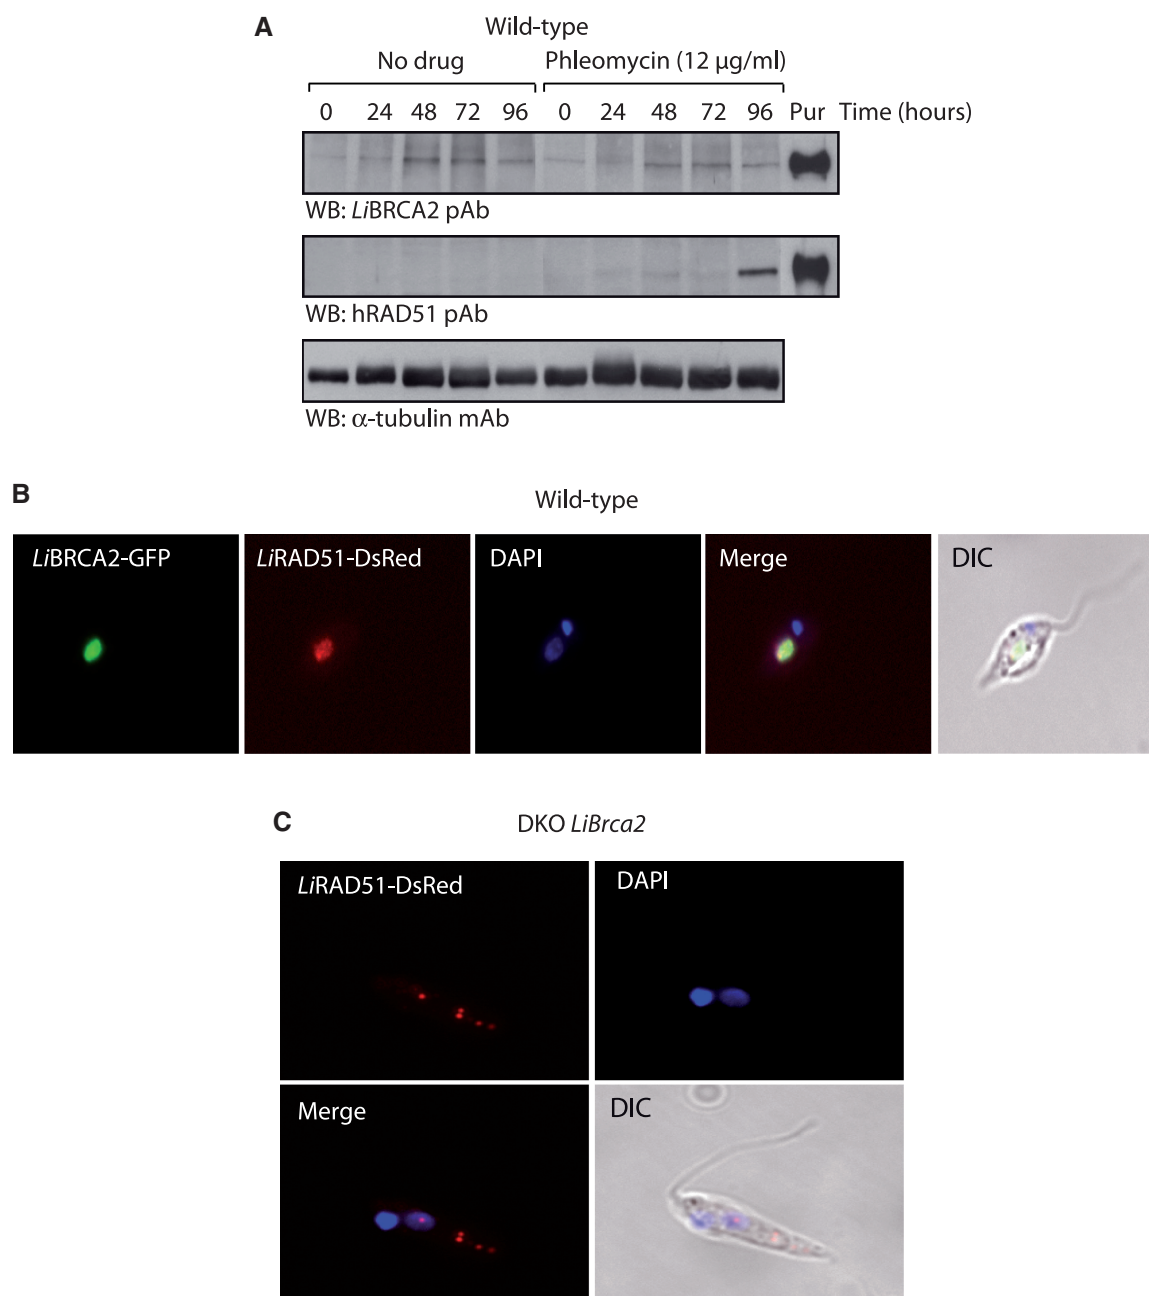 A
Wild-type
No drug Phleomycin (12 µg/ml)
0 24 48 72 96 0 24 48 72 96 Pur Time (hours)
WB: LiBRCA2 pAb
WB: hRAD51 pAb
WB: α-tubulin mAb
B
Wild-type
LiBRCA2-GFP LiRAD51-DsRed DAPI Merge DIC
C
DKO LiBrca2
LiRAD51-DsRed DAPI
Merge DIC